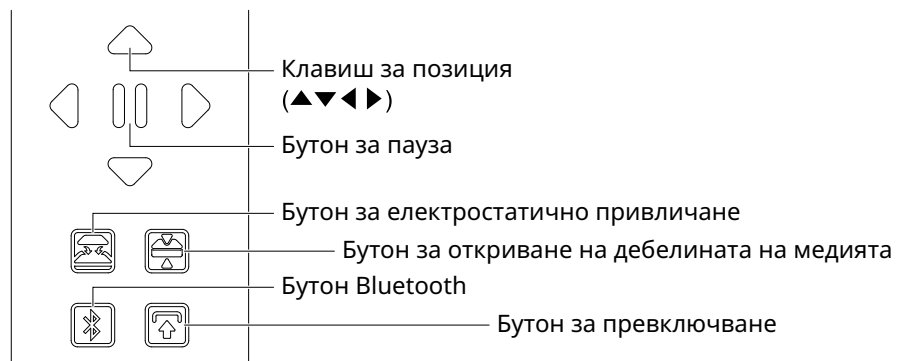 Клавиш за позиция
(▲▼◀ ▶)
Бутон за пауза
Бутон за електростатично привличане
Бутон за откриване на дебелината на медията
Бутон Bluetooth
Бутон за превключване